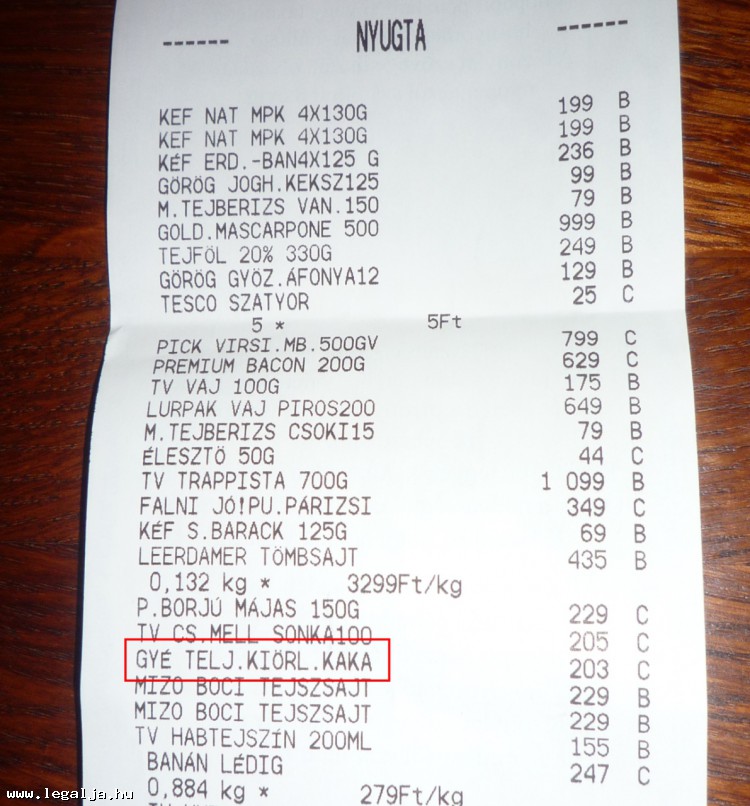 ------ NYUGTA ------
KEF NAT MPK 4X130G 199 B
KEF NAT MPK 4X130G 199 B
KÉF ERD.-BAN4X125 G 236 B
GÖRÖG JOGH.KEKSZ125 99 B
M.TEJBERIZS VAN.150 79 B
GOLD.MASCARPONE 500 999 B
TEJFÖL 20% 330G 249 B
GÖRÖG GYÖZ.ÁFONYA12 129 B
TESCO SZATYOR 25 C
5 * 5Ft
PICK VIRSI.MB.500GV 799 C
PREMIUM BACON 200G 629 C
TV VAJ 100G 175 B
LURPAK VAJ PIROS200 649 B
M.TEJBERIZS CSOKI15 79 B
ÉLESZTÖ 50G 44 C
TV TRAPPISTA 700G 1 099 B
FALNI JÓ!PU.PÁRIZSI 349 C
KÉF S.BARACK 125G 69 B
LEERDAMER TÖMBSAJT 435 B
0,132 kg * 3299Ft/kg
P.BORJÚ MÁJAS 150G 229 C
TV CS.MELL SONKA100 205 C
GYÉ TELJ.KIÖRL.KAKA 203 C
MIZO BOCI TEJSZSAJT 229 B
MIZO BOCI TEJSZSAJT 229 B
TV HABTEJSZÍN 200ML 155 B
BANÁN LÉDIG 247 C
0,884 kg * 279Ft/kg
www.legalja.hu